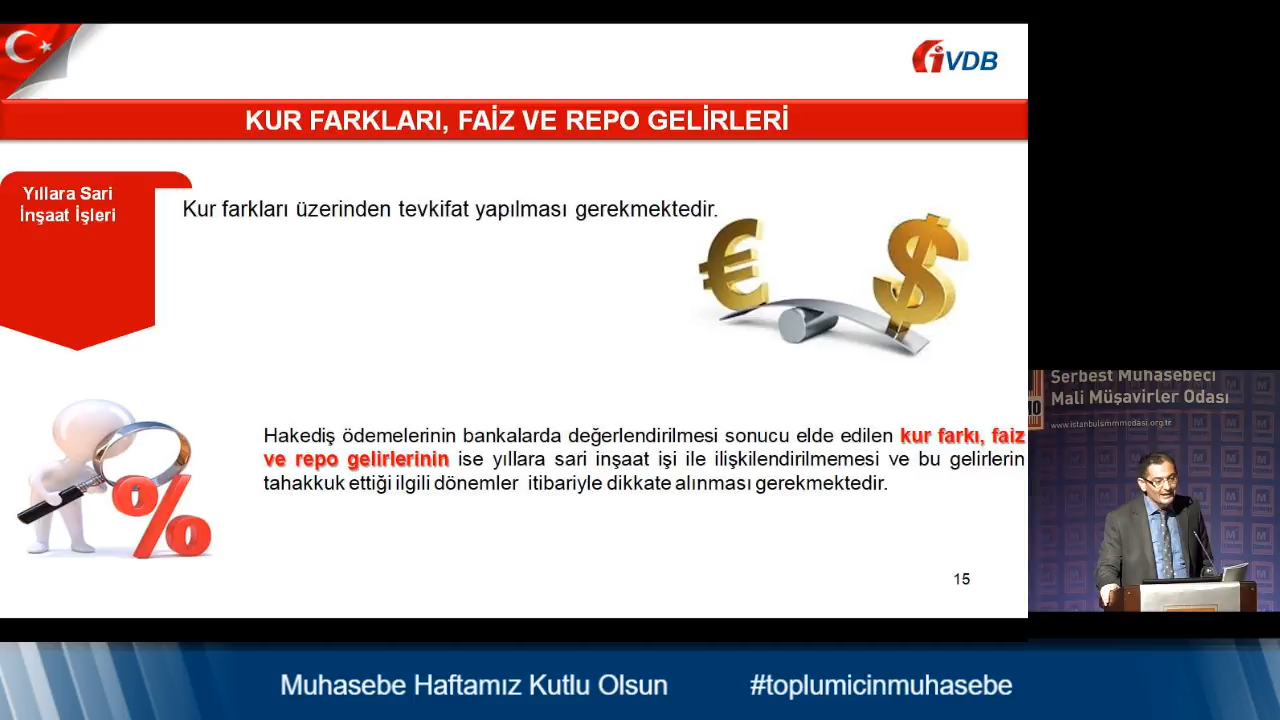 iVDB
KUR FARKLARI, FAİZ VE REPO GELİRLERİ
Yıllara Sari
İnşaat İşleri
Kur farkları üzerinden tevkifat yapılması gerekmektedir.
Hakediş ödemelerinin bankalarda değerlendirilmesi sonucu elde edilen kur farkı, faiz
ve repo gelirlerinin ise yıllara sari inşaat işi ile ilişkilendirilmemesi ve bu gelirlerin
tahakkuk ettiği ilgili dönemler itibariyle dikkate alınması gerekmektedir.
15
Serbest Muhasebeci
Mali Müşavirler Odası
www.istanbulsmmmodasi.org.tr
Muhasebe Haftamız Kutlu Olsun
#toplumicinmuhasebe